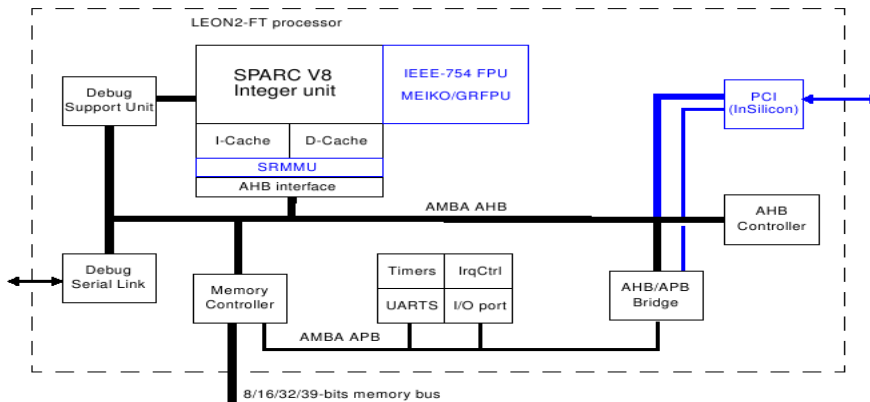 LEON2-FT processor
SPARC V8
Integer unit
IEEE-754 FPU
MEIKO/GRFPU
Debug
Support Unit
PCI
(InSilicon)
I-Cache
D-Cache
SRMMU
AHB interface
AMBA AHB
AHB
Controller
Debug
Serial Link
Memory
Controller
Timers
IrqCtrl
UARTS
I/O port
AHB/APB
Bridge
AMBA APB
8/16/32/39-bits memory bus